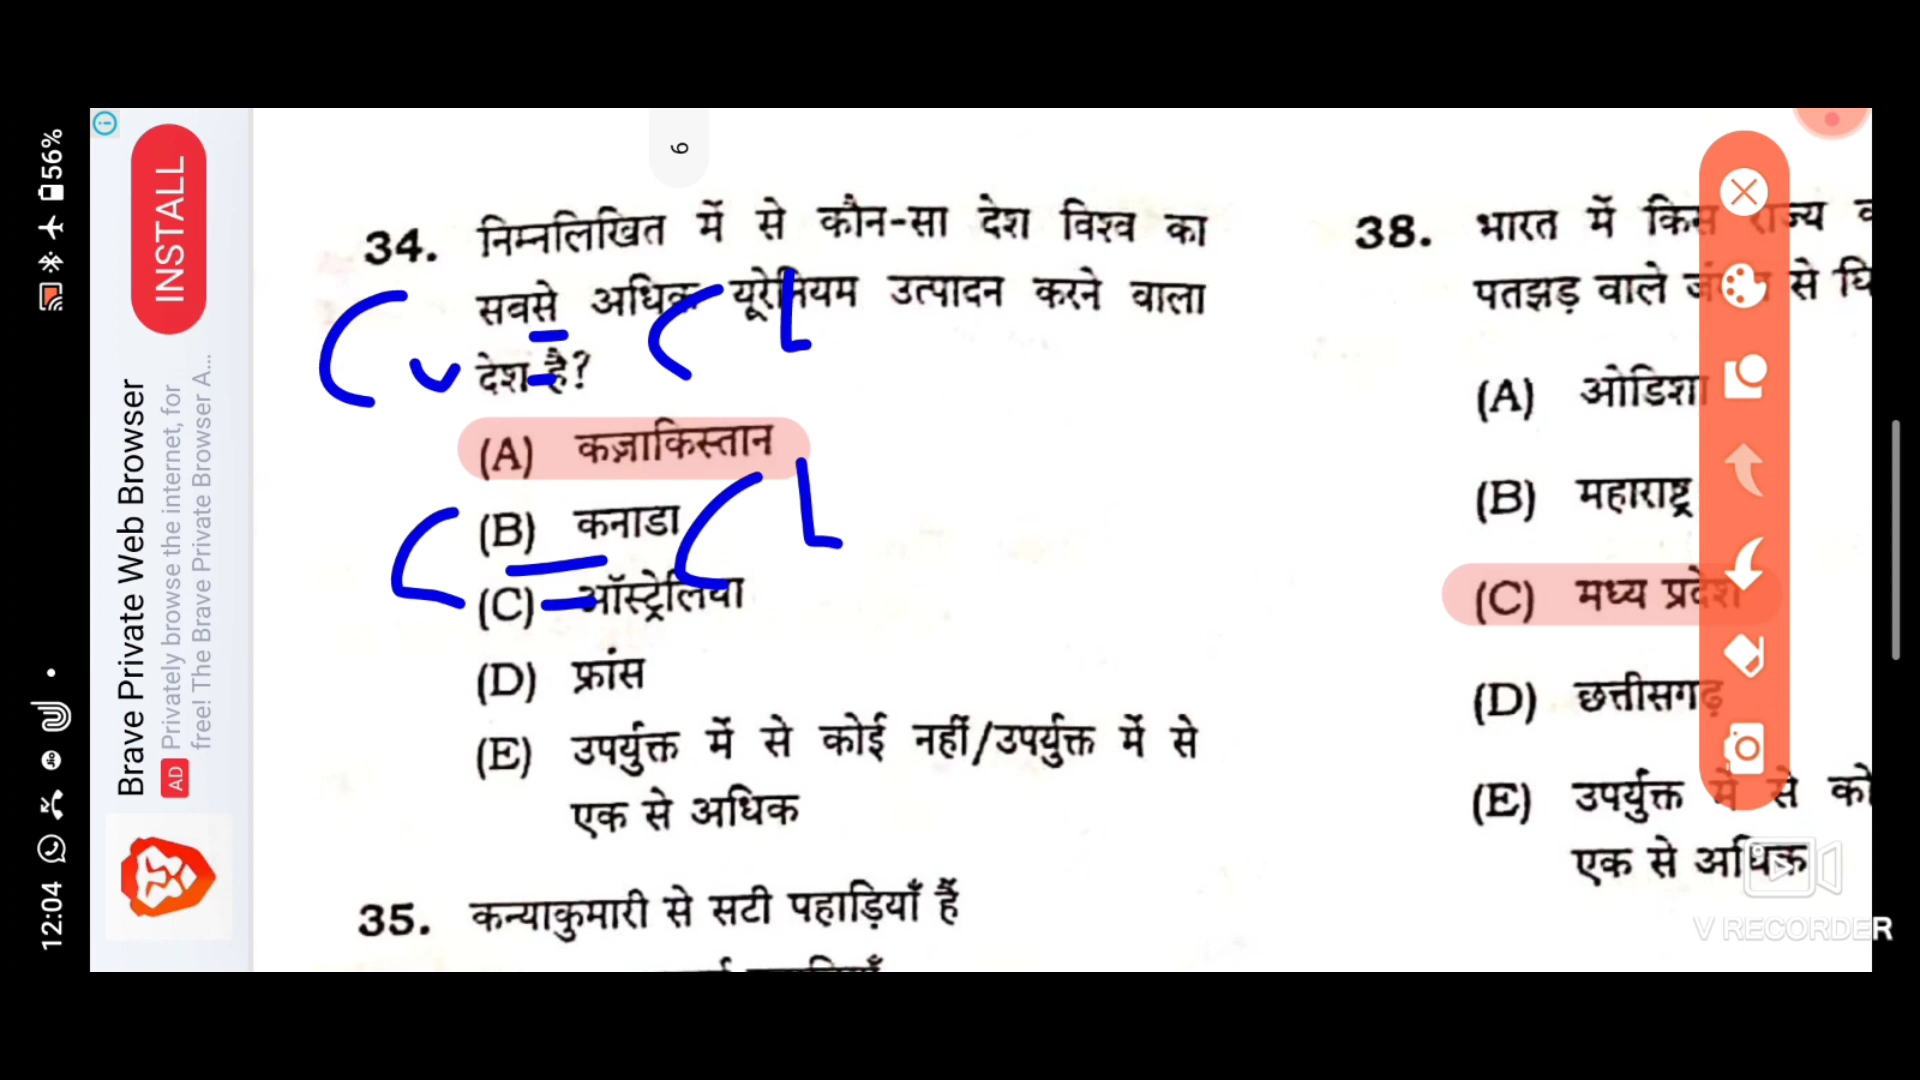 12:04
56%
Brave Private Web Browser
AD Privately browse the internet, for
free! The Brave Private Browser A...
INSTALL
6
34. निम्नलिखित में से कौन-सा देश विश्व का
सबसे अधिक यूरेनियम उत्पादन करने वाला
देश है?
(A) कज़ाकिस्तान
(B) कनाडा
(C) ऑस्ट्रेलिया
(D) फ्रांस
(E) उपर्युक्त में से कोई नहीं/उपर्युक्त में से
एक से अधिक
35. कन्याकुमारी से सटी पहाड़ियाँ हैं
38. भारत में किस राज्य
पतझड़ वाले जंगल से
(A) ओडिशा
(B) महाराष्ट्र
(C) मध्य प्रदेश
(D) छत्तीसगढ़
(E) उपर्युक्त में से
एक से अधिक
V RECORDER